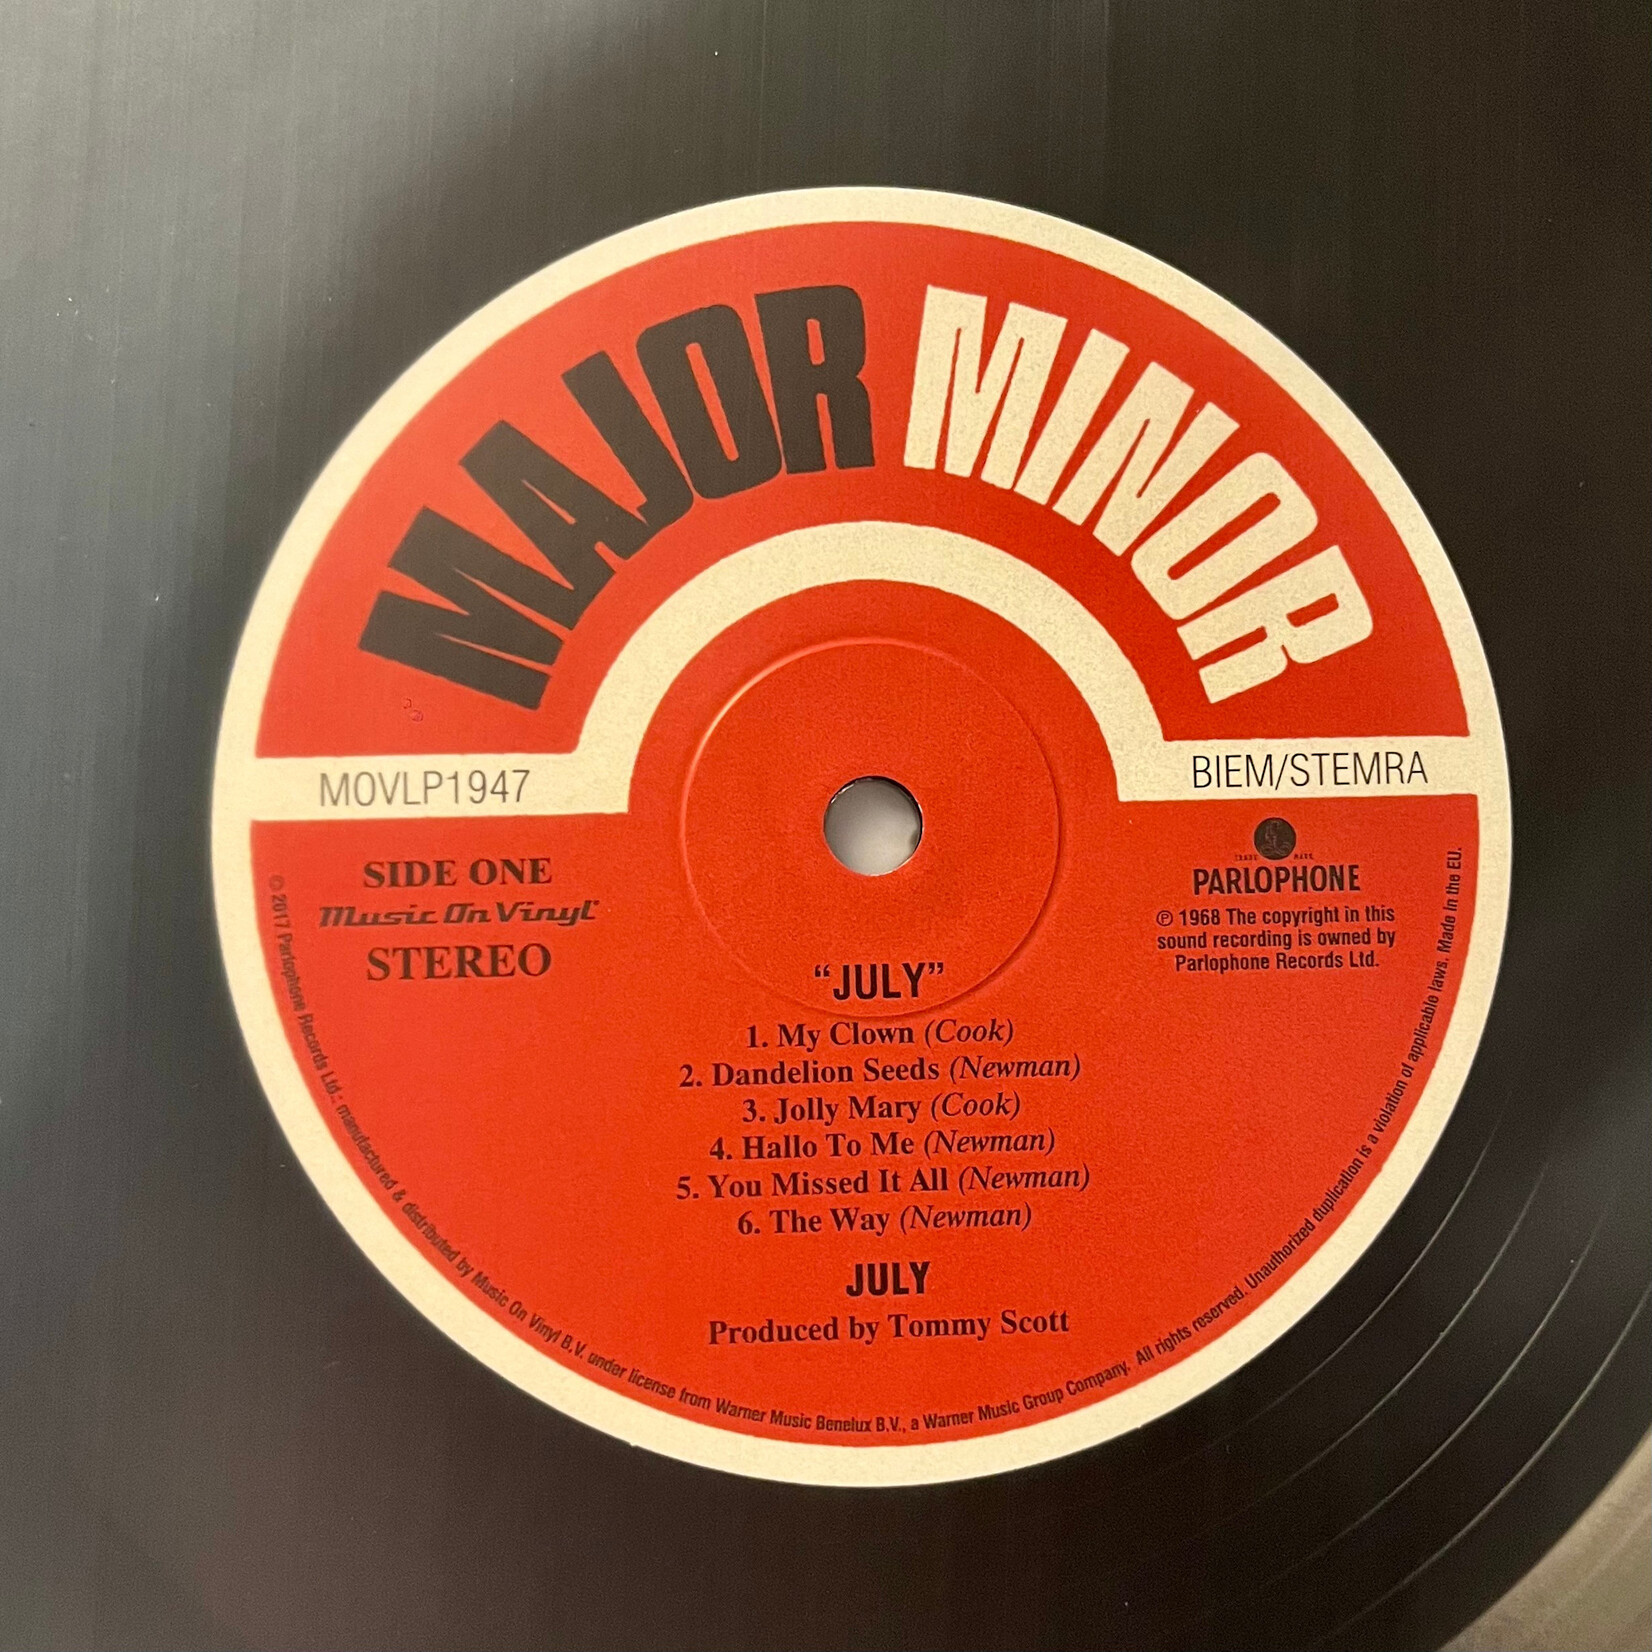 MAJOR MINOR
MOVLP1947
BIEM/STEMRA
SIDE ONE
Music On Vinyl
STEREO
TRADE MARK
PARLOPHONE
℗ 1968 The copyright in this
sound recording is owned by
Parlophone Records Ltd.
“JULY”
1. My Clown (Cook)
2. Dandelion Seeds (Newman)
3. Jolly Mary (Cook)
4. Hallo To Me (Newman)
5. You Missed It All (Newman)
6. The Way (Newman)
JULY
Produced by Tommy Scott
© 2017 Parlophone Records Ltd.; manufactured & distributed by Music On Vinyl B.V. under license from Warner Music Benelux B.V., a Warner Music Group Company. All rights reserved. Unauthorized duplication is a violation of applicable laws. Made in the EU.